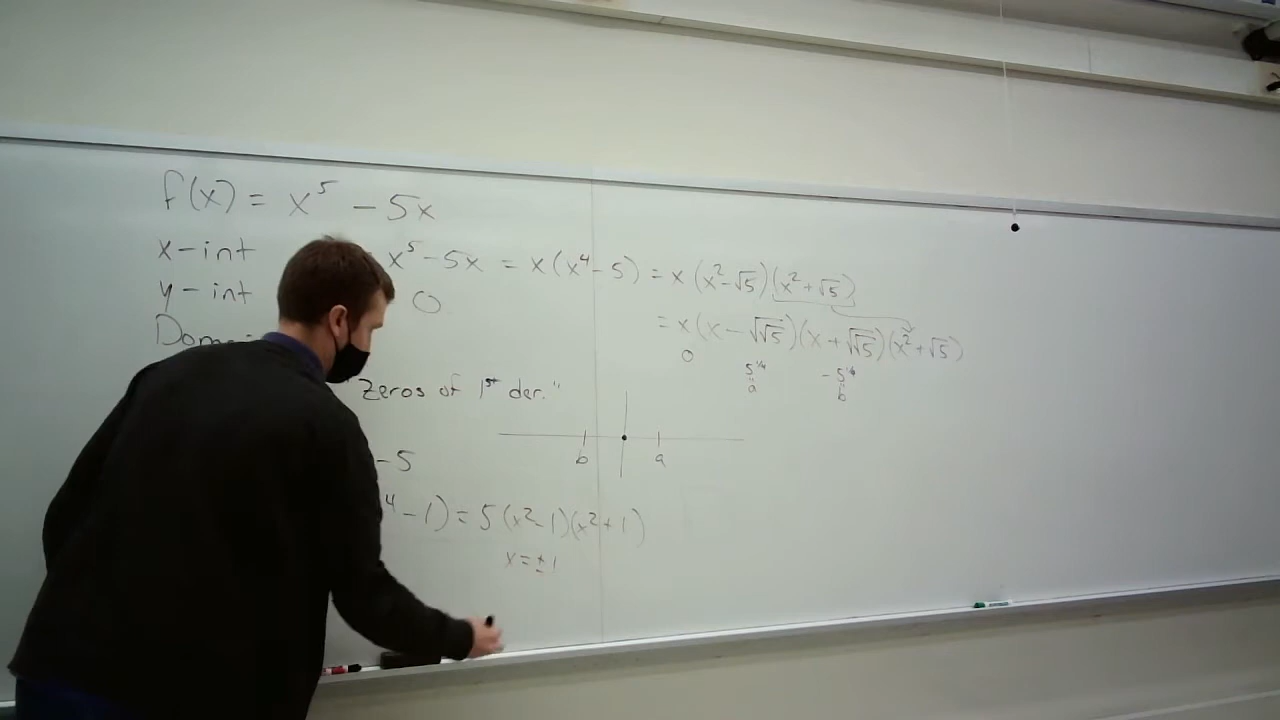 f(x) = x⁵ - 5x
x-int x⁵ - 5x = x(x⁴ - 5) = x(x² - √5)(x² + √5)
y-int 0
= x(x - √√5)(x + √√5)(x² + √5)
0 5^¼ -5^¼
" "
a b
Zeros of 1st der."
b a
- 5
⁴ - 1) = 5(x² - 1)(x² + 1)
x = ± 1